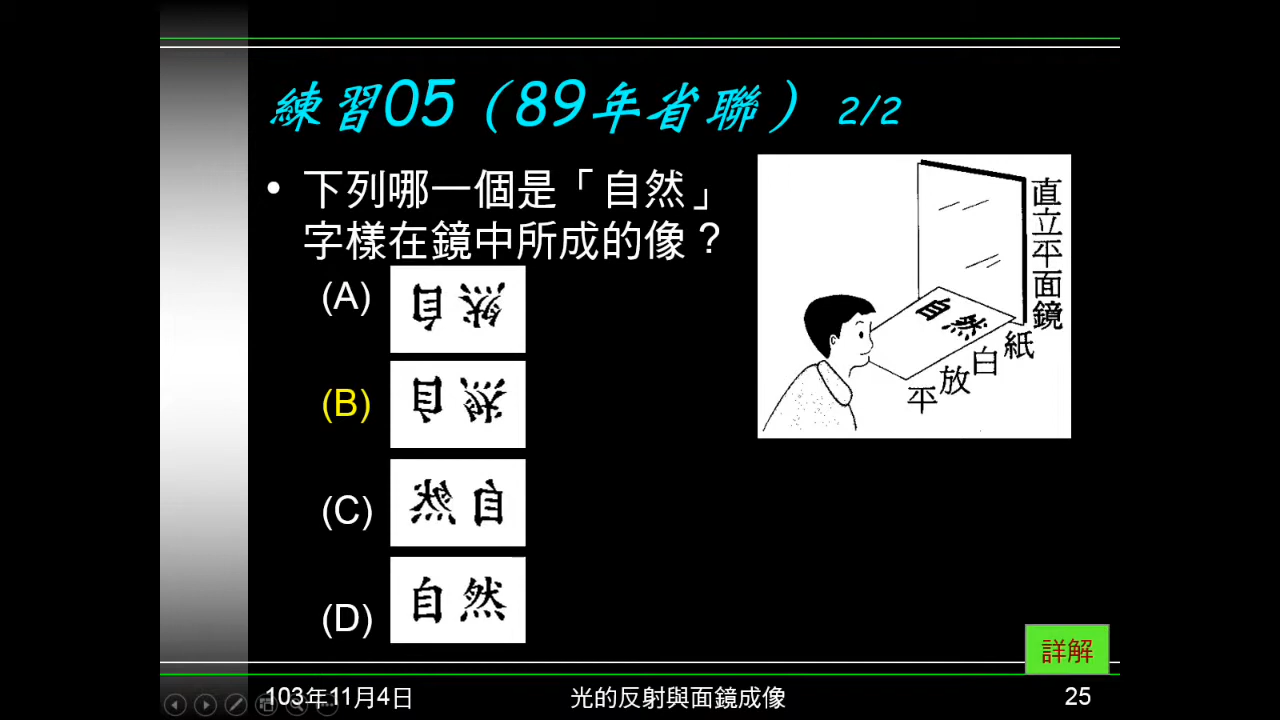 練習05（89年省聯） 2/2
• 下列哪一個是「自然」
字樣在鏡中所成的像？
(A)
(B)
(C)
(D) 自然
直立平面鏡
自然
平放白紙
詳解
103年11月4日
光的反射與面鏡成像
25